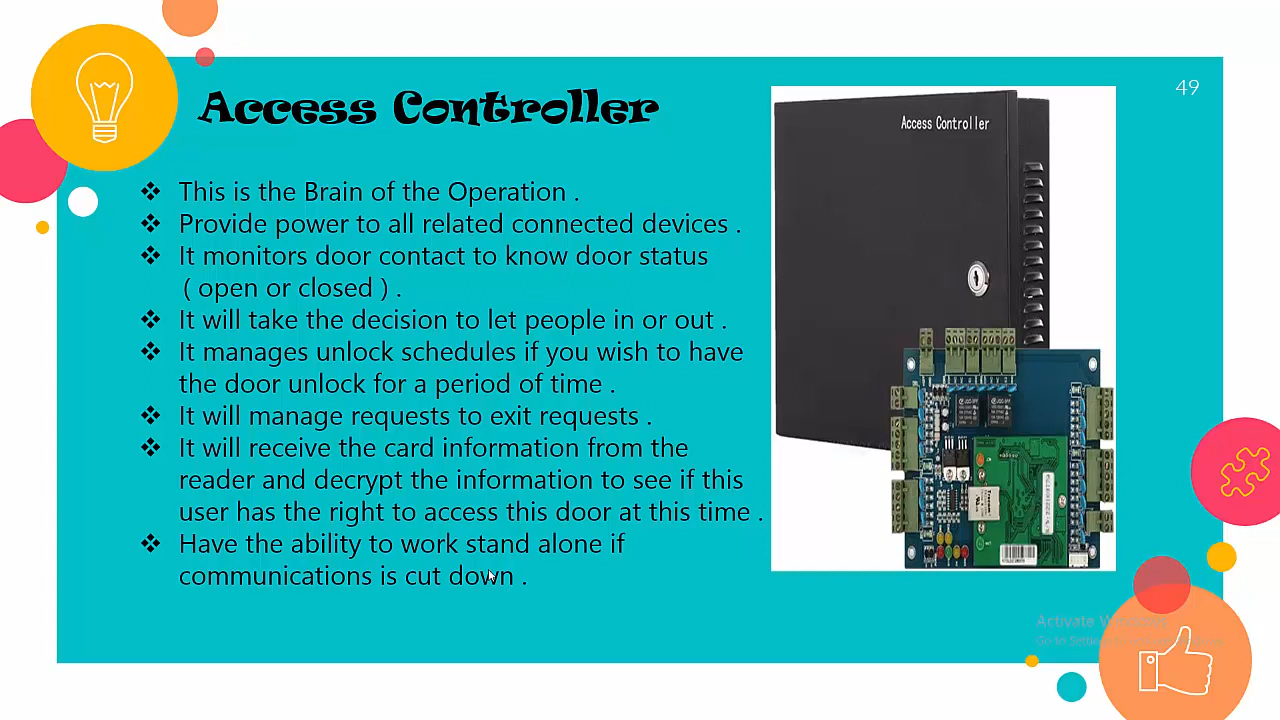 49
Access Controller
Access Controller
❖ This is the Brain of the Operation .
❖ Provide power to all related connected devices .
❖ It monitors door contact to know door status
( open or closed ) .
❖ It will take the decision to let people in or out .
❖ It manages unlock schedules if you wish to have
the door unlock for a period of time .
❖ It will manage requests to exit requests .
❖ It will receive the card information from the
reader and decrypt the information to see if this
user has the right to access this door at this time .
❖ Have the ability to work stand alone if
communications is cut down .
Activate Windows